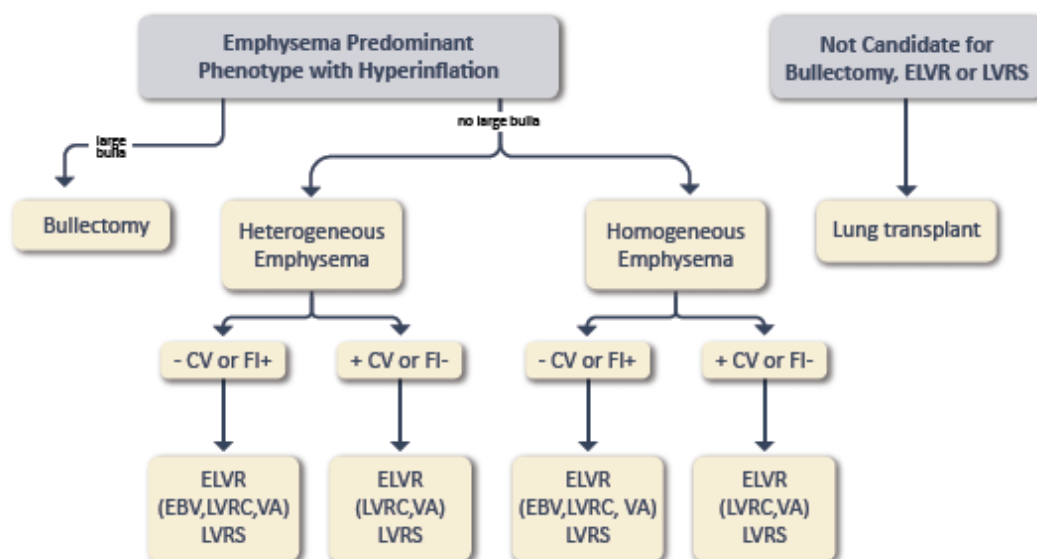 Emphysema Predominant
Phenotype with Hyperinflation
Not Candidate for
Bullectomy, ELVR or LVRS
large
bulla
no large bulla
Bullectomy
Heterogeneous
Emphysema
Homogeneous
Emphysema
Lung transplant
- CV or FI+
+ CV or FI-
- CV or FI+
+ CV or FI-
ELVR
(EBV,LVRC,VA)
LVRS
ELVR
(LVRC,VA)
LVRS
ELVR
(EBV,LVRC, VA)
LVRS
ELVR
(LVRC,VA)
LVRS